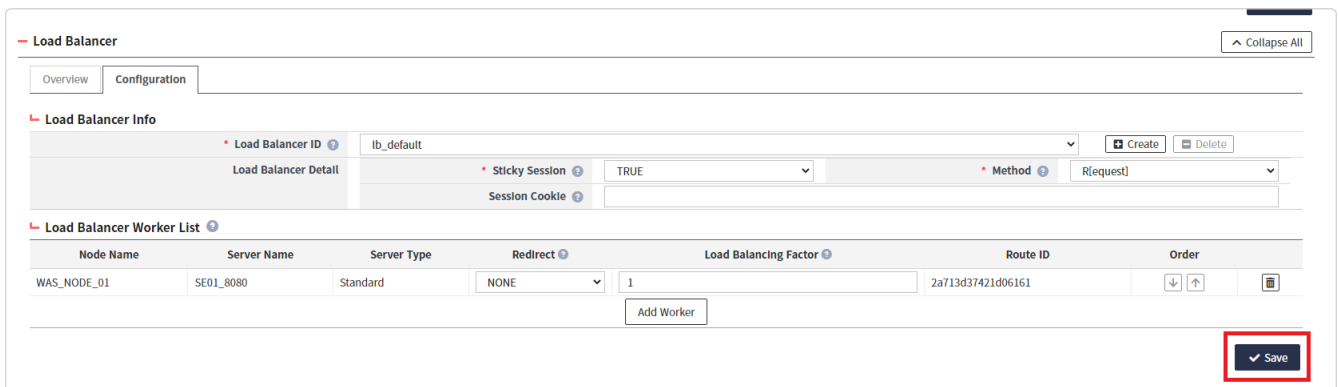 Load Balancer
Collapse All
Overview Configuration
Load Balancer Info
* Load Balancer ID ? lb_default Create Delete
Load Balancer Detail * Sticky Session ? TRUE * Method ? R[equest]
Session Cookie ?
Load Balancer Worker List ?
Node Name Server Name Server Type Redirect ? Load Balancing Factor ? Route ID Order
WAS_NODE_01 SE01_8080 Standard NONE 1 2a713d37421d06161
Add Worker
Save